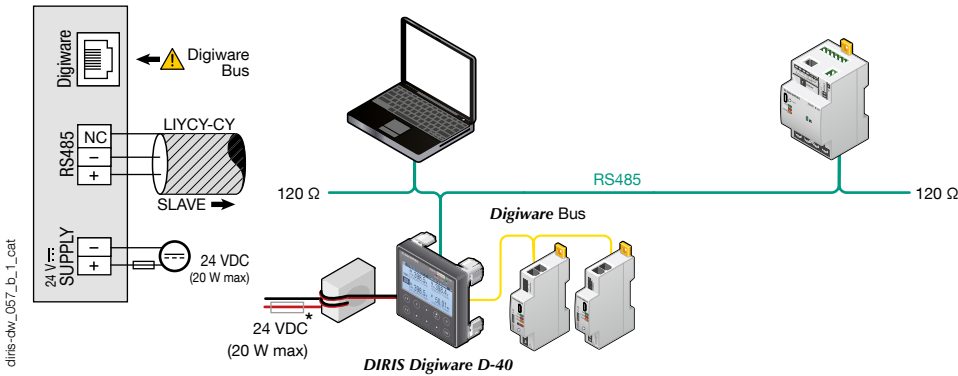 Digiware
Digiware
Bus
RS485
NC
–
+
LIYCY-CY
SLAVE
24 V
SUPPLY
–
+
24 VDC
(20 W max)
diris-dw_057_b_1_cat
120 Ω
RS485
120 Ω
Digiware Bus
*
24 VDC
(20 W max)
DIRIS Digiware D-40